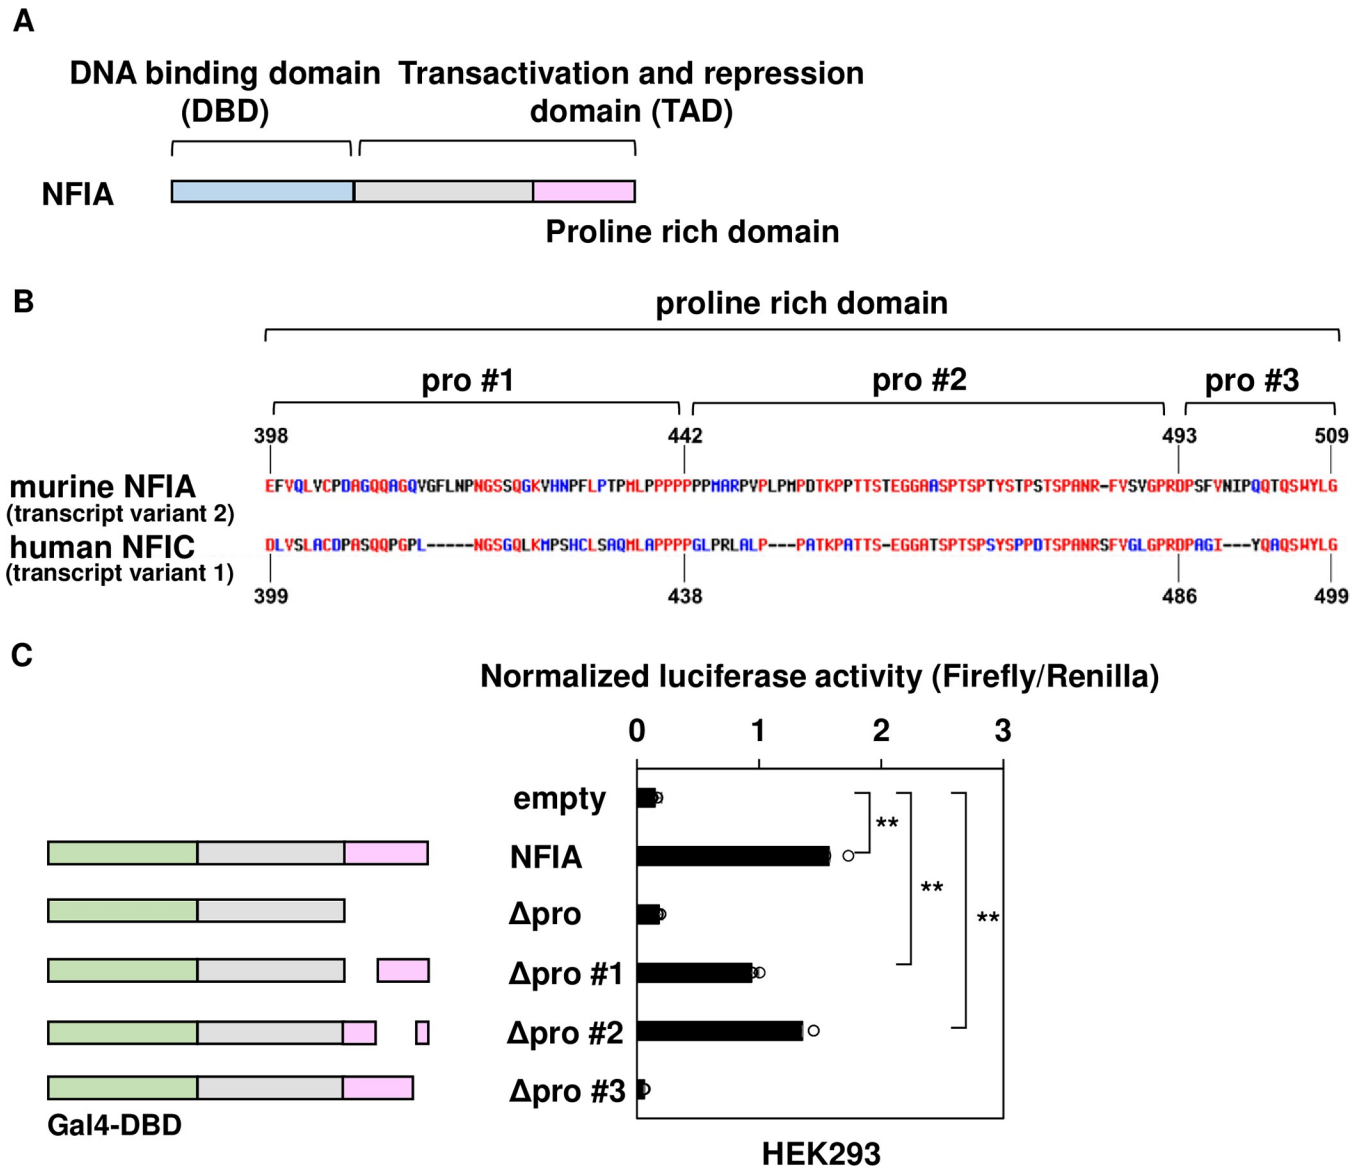 A
DNA binding domain (DBD)
Transactivation and repression domain (TAD)
NFIA
Proline rich domain
B
proline rich domain
pro #1 pro #2 pro #3
398 442 493 509
murine NFIA EFVQLVCPDAGQQAGQVGFLNPNGSSQGKVHNPFLPTPMLPPPPPPPMARPVPLPMPDTKPPTTSTEGGAASPTSPTYSTPSTSPANR-FVSVGPRDPSFVNIPQQTQSWYLG
(transcript variant 2)
human NFIC DLVSLACDPASQQPGPL-----NGSGQLKMPSHCLSAQMLAPPPPGLPRLALP---PATKPATTS-EGGATSPTSPSYSPPDTSPANRSFVGLGPRDPAGI---YQAQSWYLG
(transcript variant 1)
399 438 486 499
C
Normalized luciferase activity (Firefly/Renilla)
0 1 2 3
empty
NFIA
Δpro
Δpro #1
Δpro #2
Δpro #3
**
**
**
Gal4-DBD
HEK293